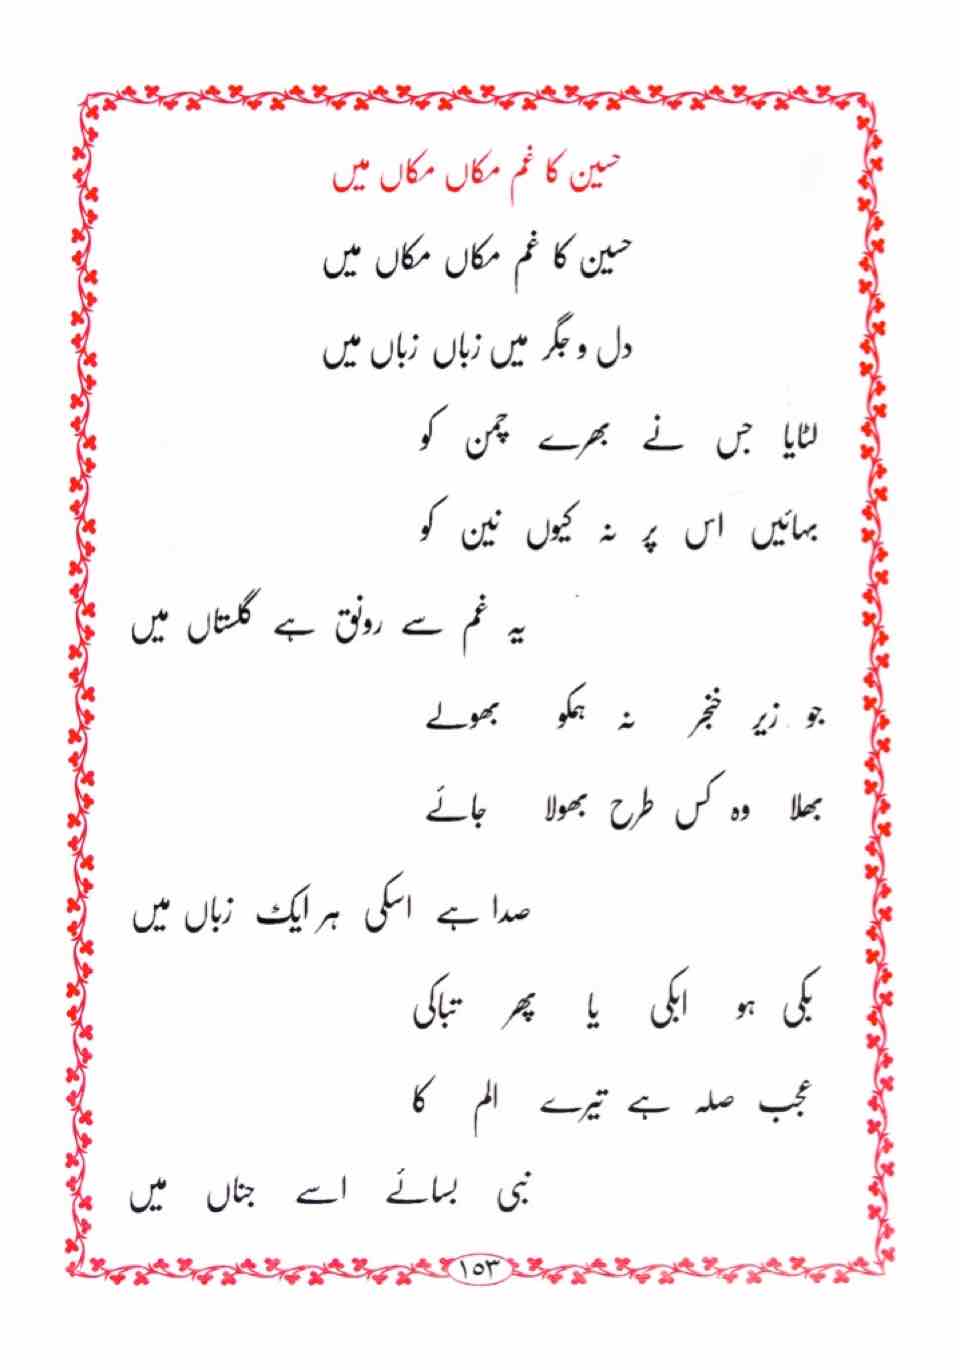 حسین کا غم مکاں مکاں میں
حسین کا غم مکاں مکاں میں
دل و جگر میں زباں زباں میں
لٹایا جس نے بھرے چمن کو
بہائیں اس پر نہ کیوں نین کو
یہ غم سے رونق ہے گلستاں میں
جو زیر خنجر نہ ہمکو بھولے
بھلا وہ کس طرح بھولا جائے
صدا ہے اسکی ہر ایک زباں میں
بکی ہو ابکی یا پھر تباکی
عجب صلہ ہے تیرے الم کا
نبی بسائے اسے جناں میں
۱۵۳